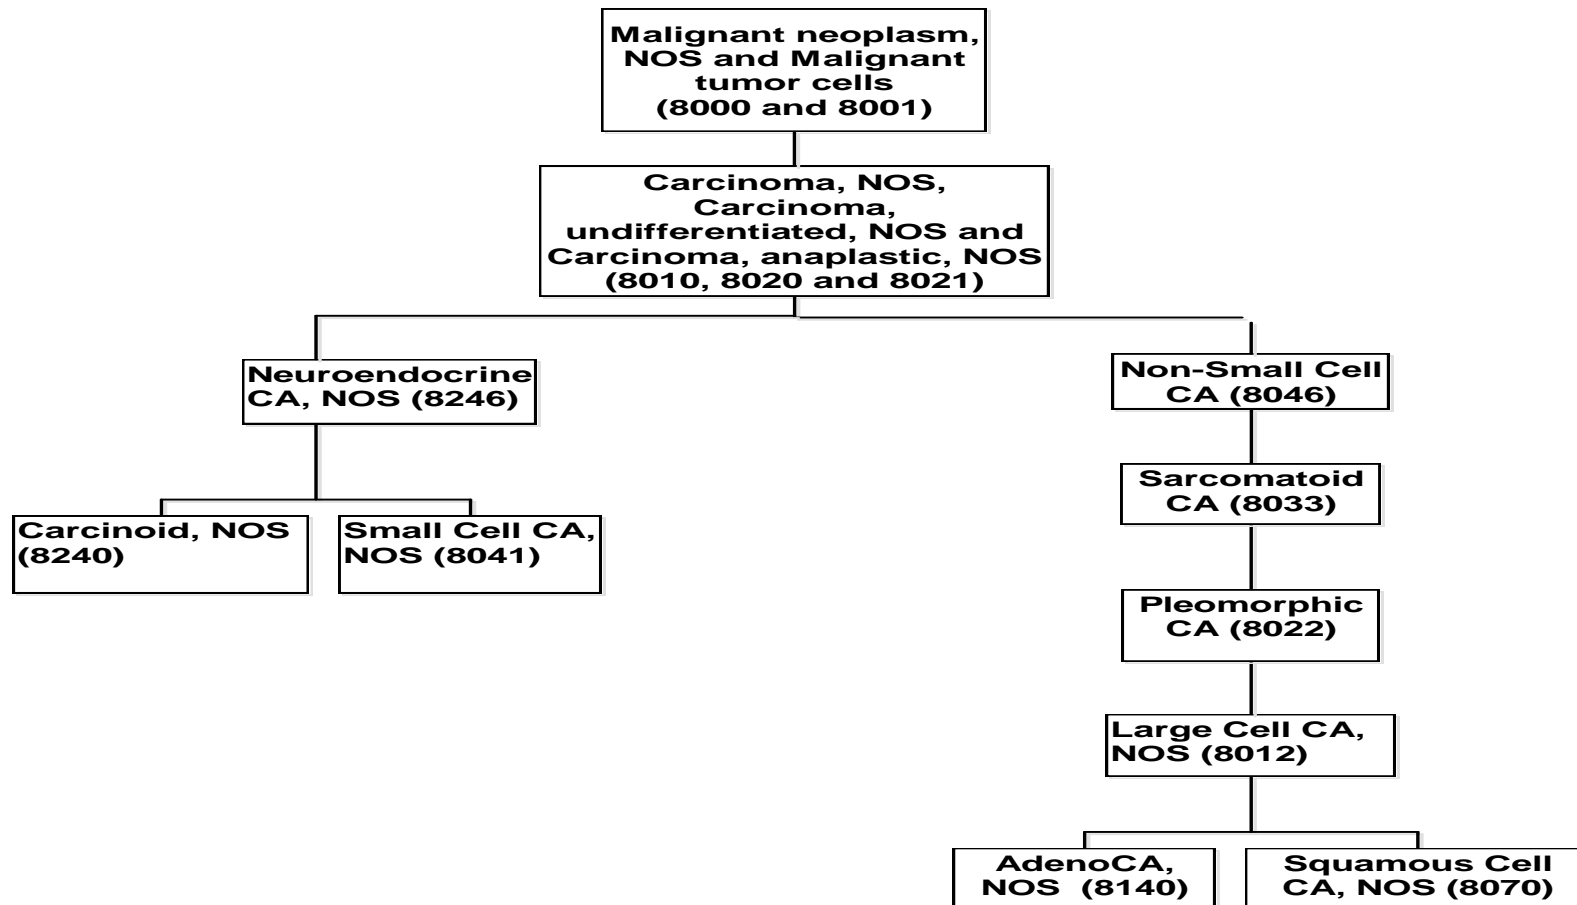 Malignant neoplasm,
NOS and Malignant
tumor cells
(8000 and 8001)
Carcinoma, NOS,
Carcinoma,
undifferentiated, NOS and
Carcinoma, anaplastic, NOS
(8010, 8020 and 8021)
Neuroendocrine
CA, NOS (8246)
Non-Small Cell
CA (8046)
Sarcomatoid
CA (8033)
Carcinoid, NOS
(8240)
Small Cell CA,
NOS (8041)
Pleomorphic
CA (8022)
Large Cell CA,
NOS (8012)
AdenoCA,
NOS (8140)
Squamous Cell
CA, NOS (8070)